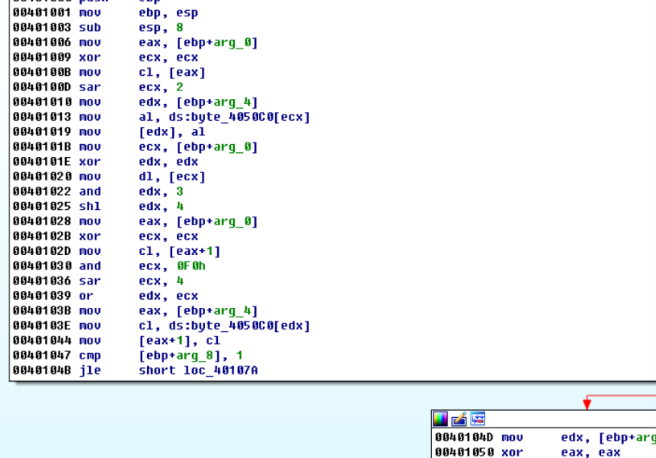 00401001 mov ebp, esp
00401003 sub esp, 8
00401006 mov eax, [ebp+arg_0]
00401009 xor ecx, ecx
0040100B mov cl, [eax]
0040100D sar ecx, 2
00401010 mov edx, [ebp+arg_4]
00401013 mov al, ds:byte_4050C0[ecx]
00401019 mov [edx], al
0040101B mov ecx, [ebp+arg_0]
0040101E xor edx, edx
00401020 mov dl, [ecx]
00401022 and edx, 3
00401025 shl edx, 4
00401028 mov eax, [ebp+arg_0]
0040102B xor ecx, ecx
0040102D mov cl, [eax+1]
00401030 and ecx, 0F0h
00401036 sar ecx, 4
00401039 or edx, ecx
0040103B mov eax, [ebp+arg_4]
0040103E mov cl, ds:byte_4050C0[edx]
00401044 mov [eax+1], cl
00401047 cmp [ebp+arg_8], 1
0040104B jle short loc_40107A
0040104D mov edx, [ebp+arg
00401050 xor eax, eax